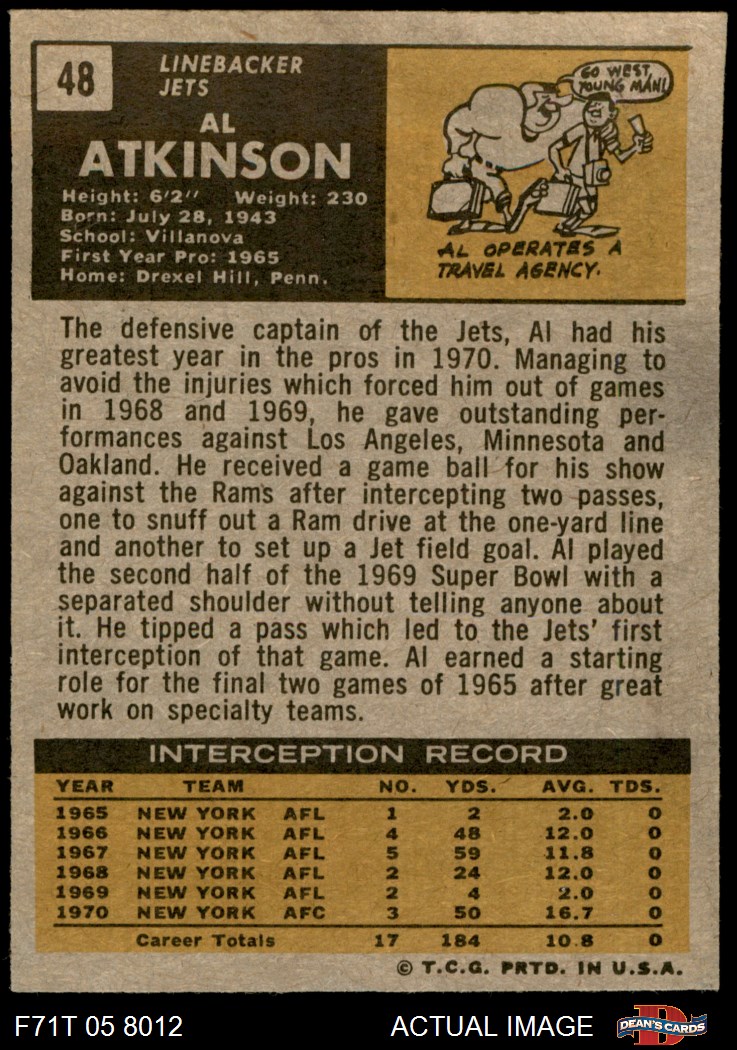 48
LINEBACKER
JETS
AL
ATKINSON
Height: 6'2" Weight: 230
Born: July 28, 1943
School: Villanova
First Year Pro: 1965
Home: Drexel Hill, Penn.
GO WEST,
YOUNG MAN!
AL OPERATES A
TRAVEL AGENCY.
The defensive captain of the Jets, Al had his
greatest year in the pros in 1970. Managing to
avoid the injuries which forced him out of games
in 1968 and 1969, he gave outstanding per-
formances against Los Angeles, Minnesota and
Oakland. He received a game ball for his show
against the Rams after intercepting two passes,
one to snuff out a Ram drive at the one-yard line
and another to set up a Jet field goal. Al played
the second half of the 1969 Super Bowl with a
separated shoulder without telling anyone about
it. He tipped a pass which led to the Jets' first
interception of that game. Al earned a starting
role for the final two games of 1965 after great
work on specialty teams.
INTERCEPTION RECORD
YEAR TEAM NO. YDS. AVG. TDS.
1965 NEW YORK AFL 1 2 2.0 0
1966 NEW YORK AFL 4 48 12.0 0
1967 NEW YORK AFL 5 59 11.8 0
1968 NEW YORK AFL 2 24 12.0 0
1969 NEW YORK AFL 2 4 2.0 0
1970 NEW YORK AFC 3 50 16.7 0
Career Totals 17 184 10.8 0
© T.C.G. PRTD. IN U.S.A.
F71T 05 8012 ACTUAL IMAGE D DEAN'S CARDS